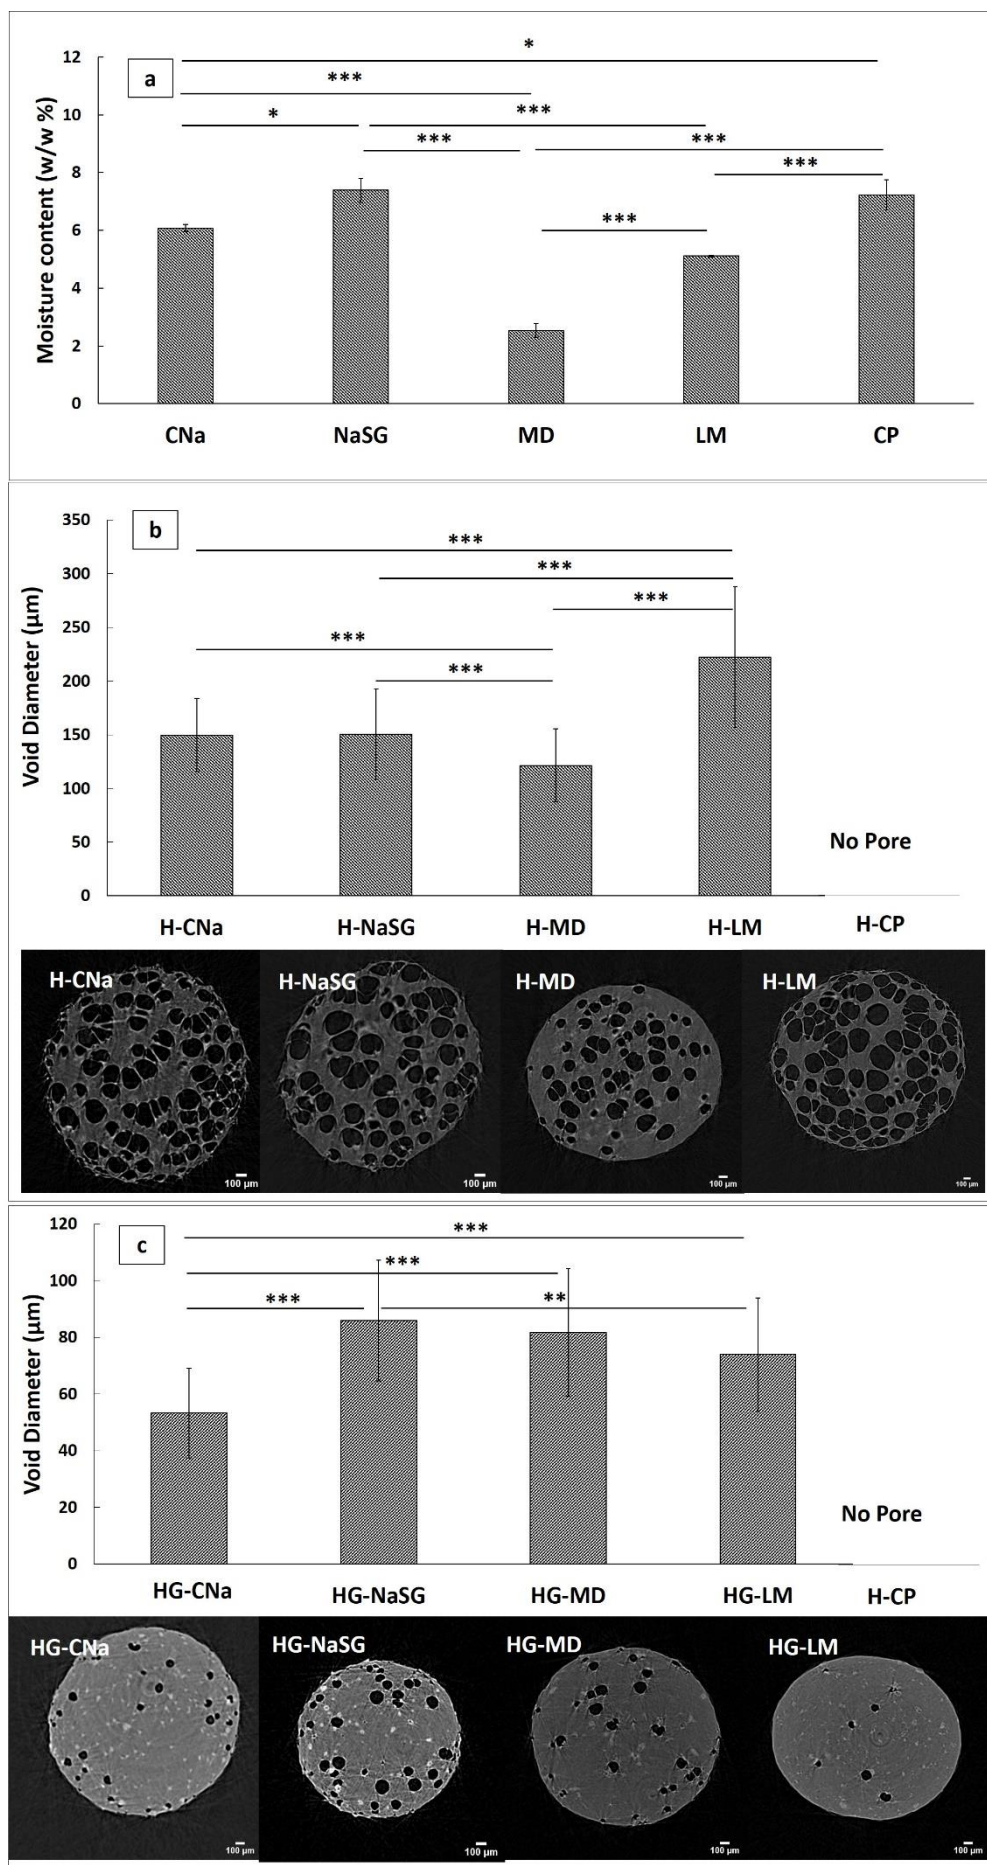 a
Moisture content (w/w %)
12
10
8
6
4
2
0
*
***
*
***
***
***
***
***
CNa NaSG MD LM CP
b
Void Diameter (µm)
350
300
250
200
150
100
50
0
***
***
***
***
***
No Pore
H-CNa H-NaSG H-MD H-LM H-CP
H-CNa H-NaSG H-MD H-LM
100 µm 100 µm 100 µm 100 µm
c
Void Diameter (µm)
120
100
80
60
40
20
0
***
***
***
**
No Pore
HG-CNa HG-NaSG HG-MD HG-LM H-CP
HG-CNa HG-NaSG HG-MD HG-LM
100 µm 100 µm 100 µm 100 µm